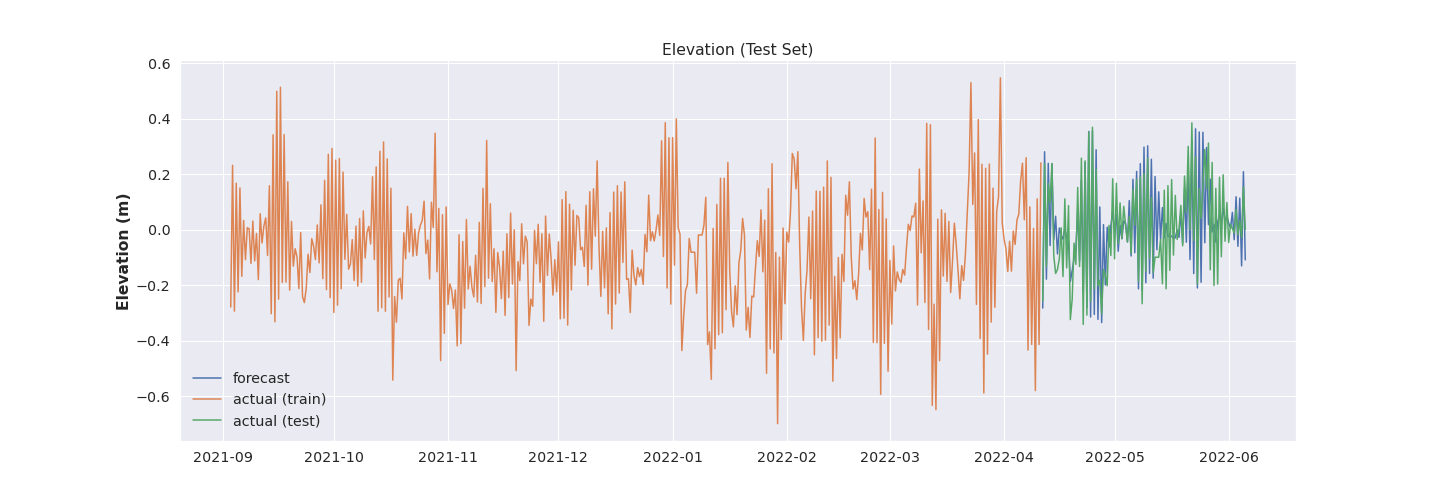 Elevation (Test Set)
Elevation (m)
0.6
0.4
0.2
0.0
−0.2
−0.4
−0.6
forecast
actual (train)
actual (test)
2021-09 2021-10 2021-11 2021-12 2022-01 2022-02 2022-03 2022-04 2022-05 2022-06